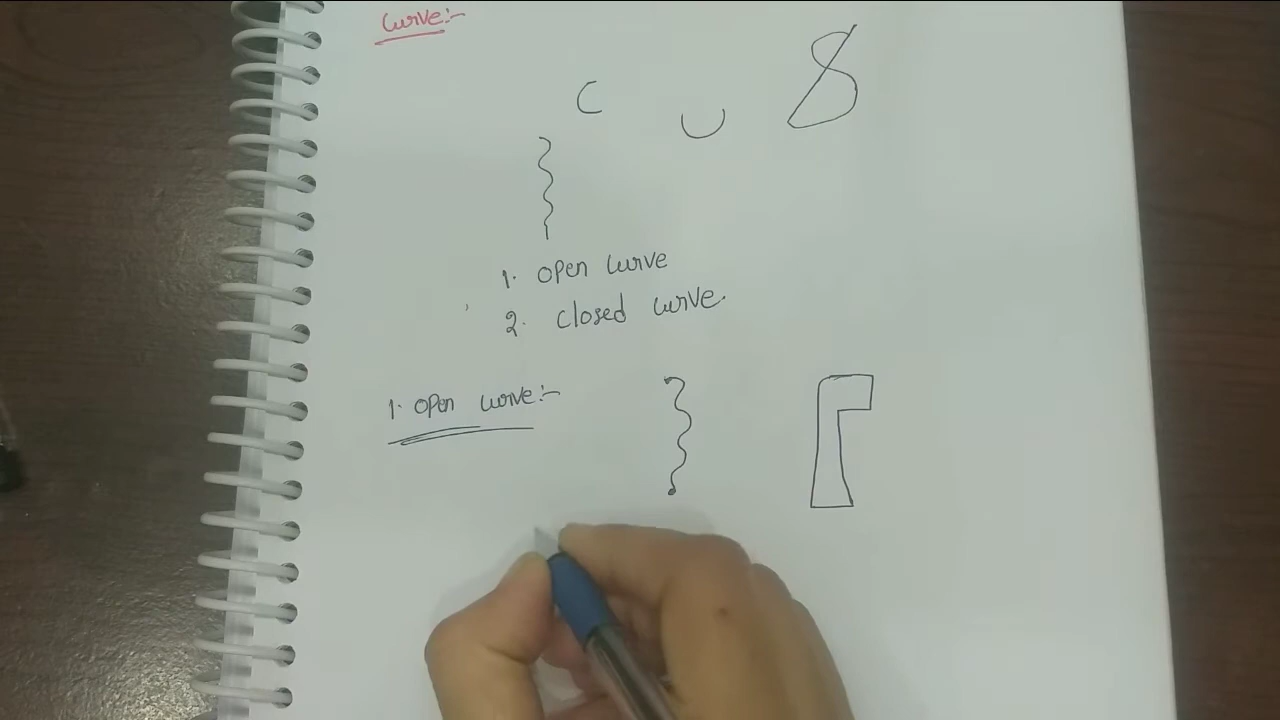 Curve:-
1. open curve
2. closed curve.
1. open curve:-